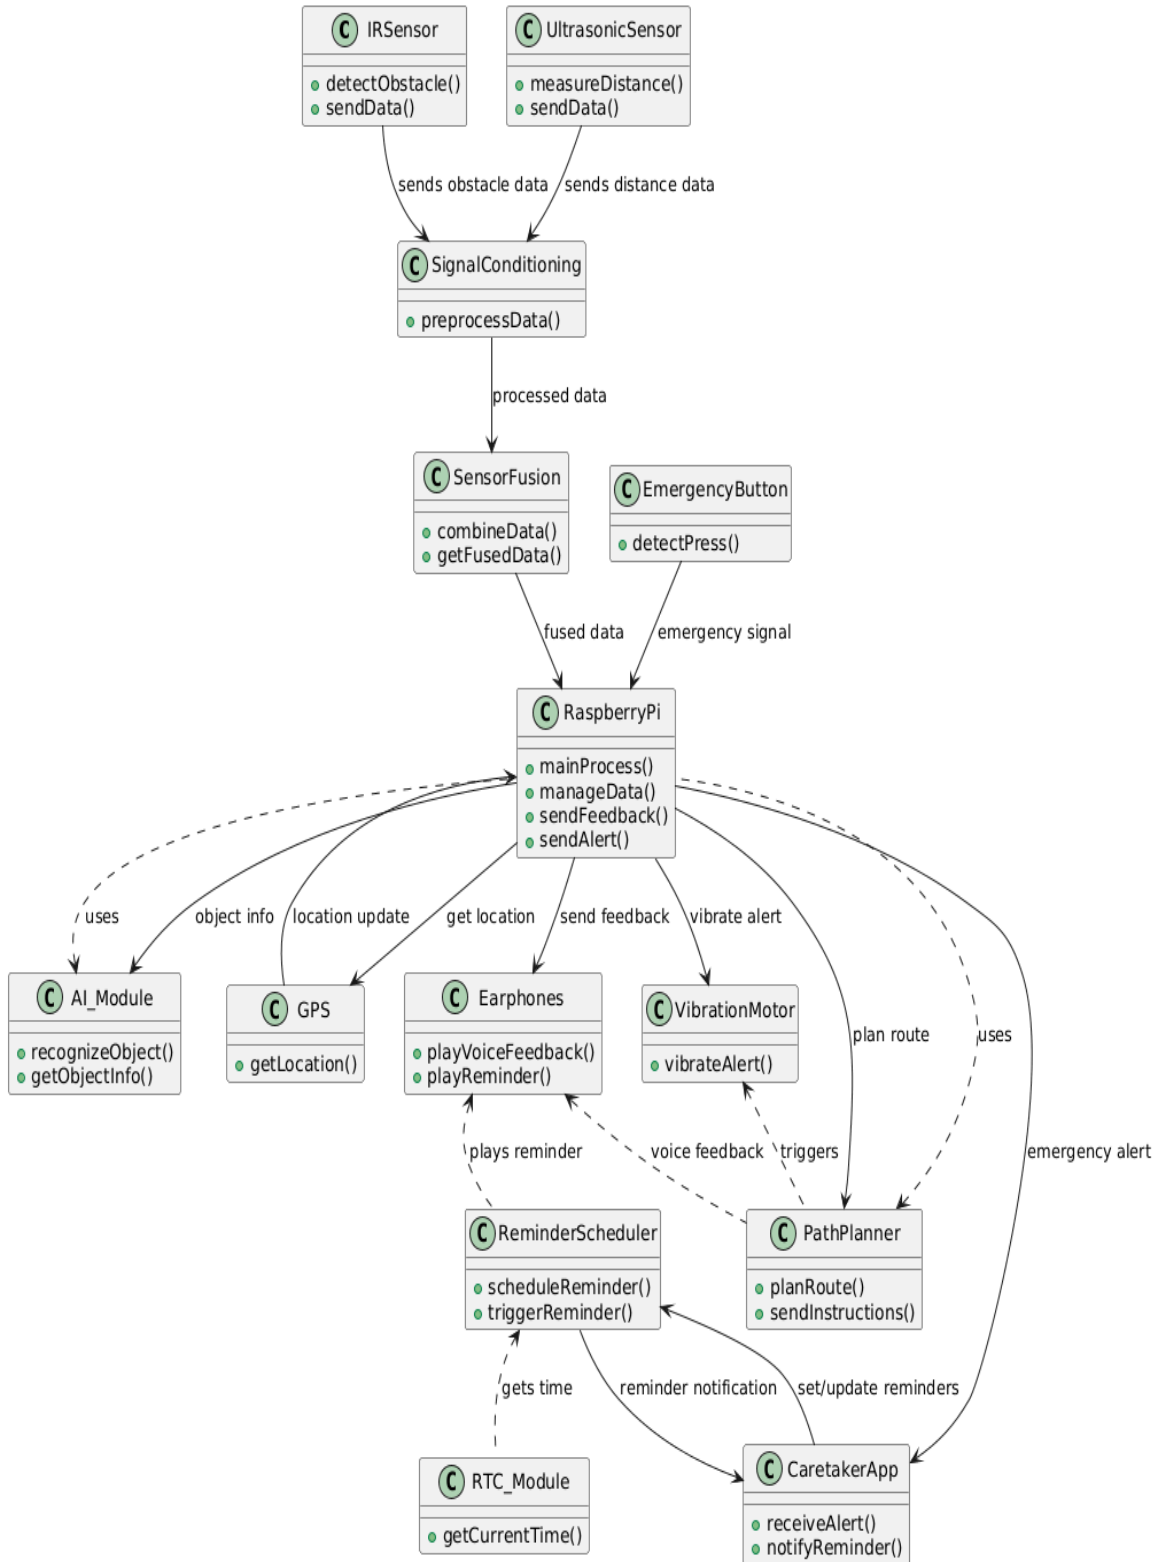 C IRSensor
detectObstacle()
sendData()
C UltrasonicSensor
measureDistance()
sendData()
sends obstacle data
sends distance data
C SignalConditioning
preprocessData()
processed data
C SensorFusion
combineData()
getFusedData()
C EmergencyButton
detectPress()
fused data
emergency signal
C RaspberryPi
mainProcess()
manageData()
sendFeedback()
sendAlert()
uses
object info
location update
get location
send feedback
vibrate alert
C AI_Module
recognizeObject()
getObjectInfo()
C GPS
getLocation()
C Earphones
playVoiceFeedback()
playReminder()
C VibrationMotor
vibrateAlert()
plan route
uses
plays reminder
voice feedback
triggers
emergency alert
C ReminderScheduler
scheduleReminder()
triggerReminder()
C PathPlanner
planRoute()
sendInstructions()
gets time
reminder notification
set/update reminders
C RTC_Module
getCurrentTime()
C CaretakerApp
receiveAlert()
notifyReminder()